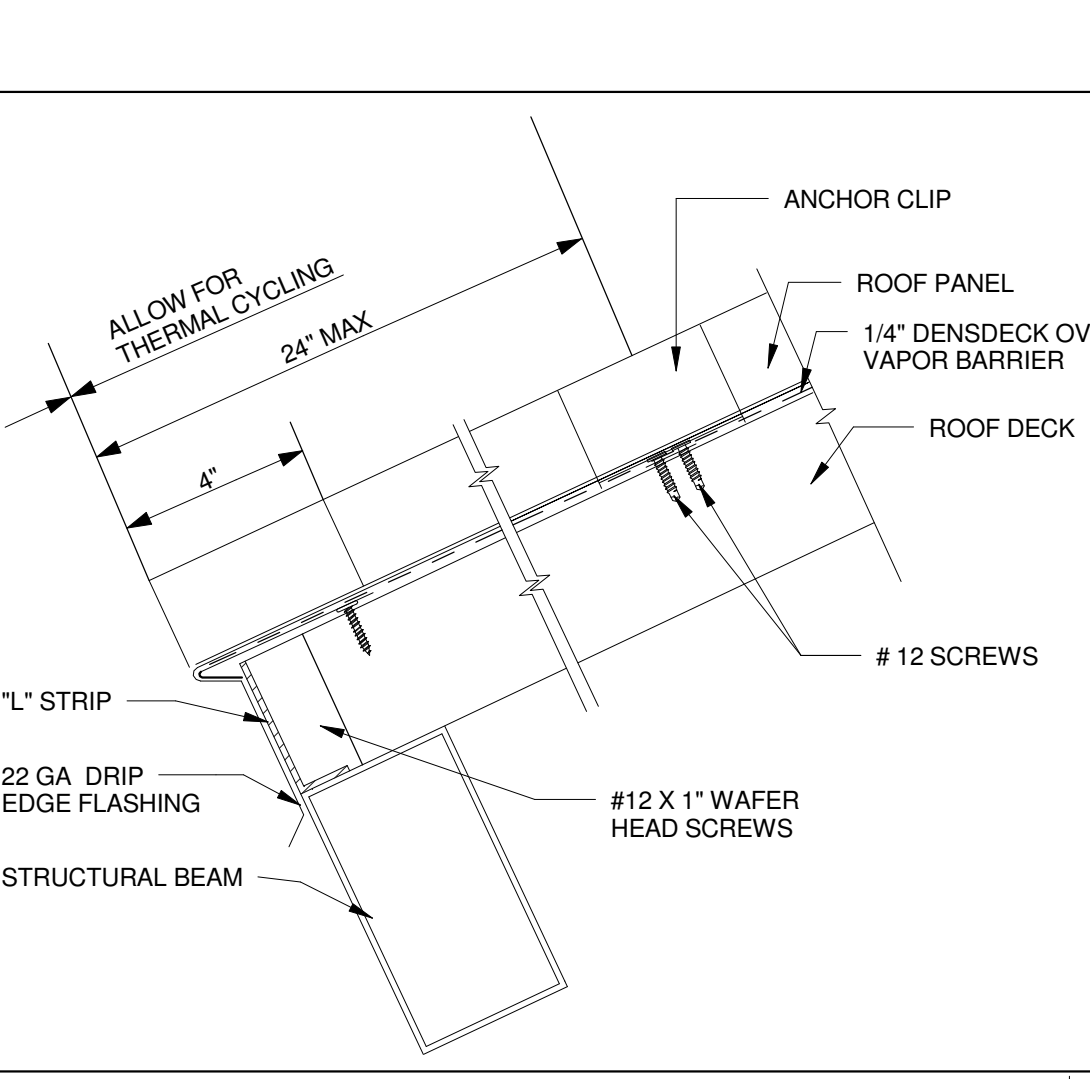 ANCHOR CLIP
ALLOW FOR
THERMAL CYCLING
ROOF PANEL
24" MAX
1/4" DENSDECK OV
VAPOR BARRIER
ROOF DECK
4"
# 12 SCREWS
"L" STRIP
22 GA DRIP
EDGE FLASHING
#12 X 1" WAFER
HEAD SCREWS
STRUCTURAL BEAM